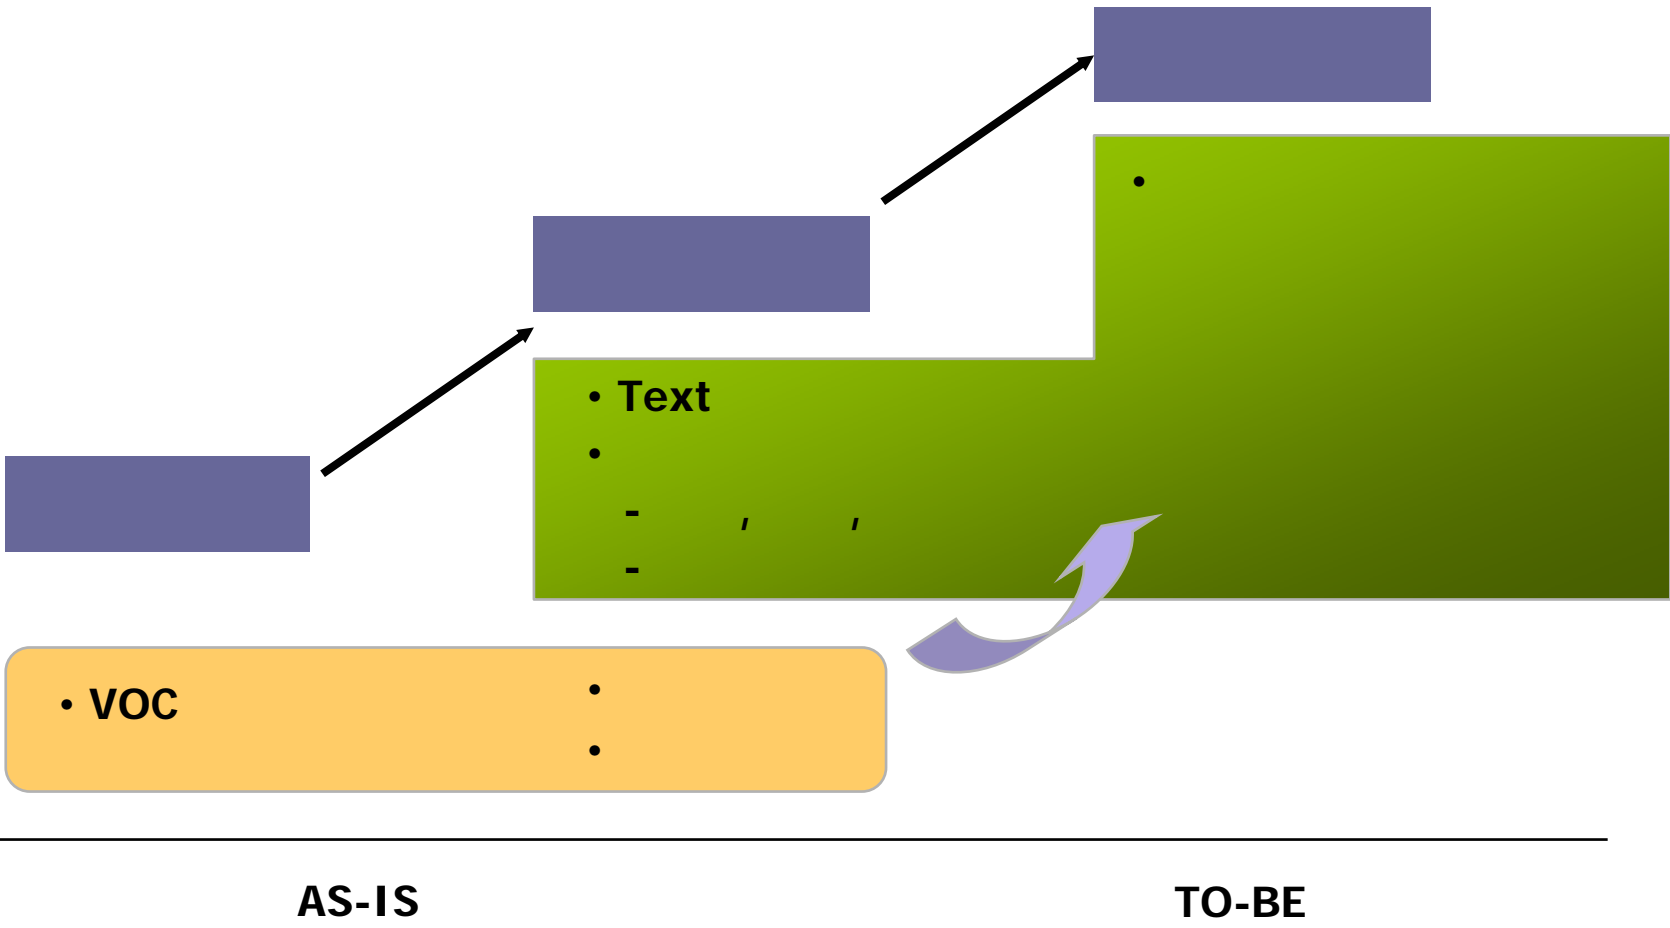 •
• Text
•
- , ,
-
• VOC
•
•
AS-IS
TO-BE